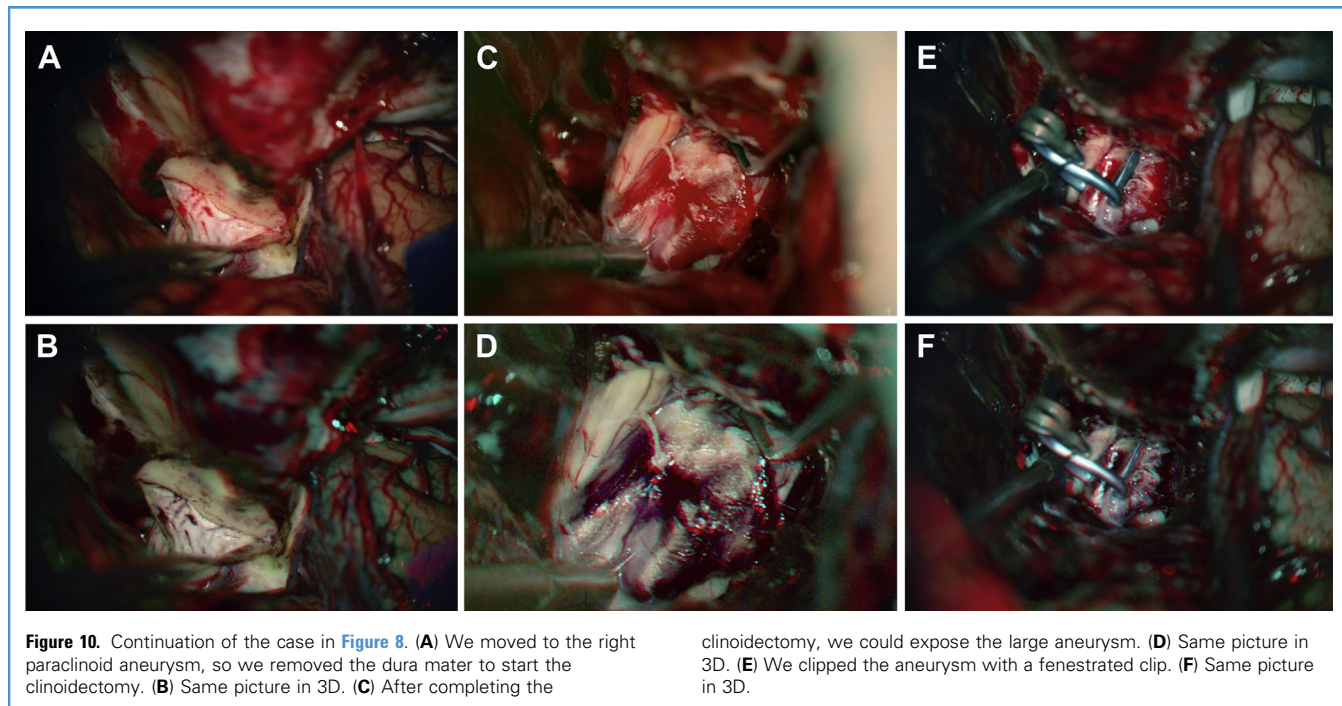 A
C
E
B
D
F
Figure 10. Continuation of the case in Figure 8. (A) We moved to the right
paraclinoid aneurysm, so we removed the dura mater to start the
clinoidectomy. (B) Same picture in 3D. (C) After completing the
clinoidectomy, we could expose the large aneurysm. (D) Same picture in
3D. (E) We clipped the aneurysm with a fenestrated clip. (F) Same picture
in 3D.